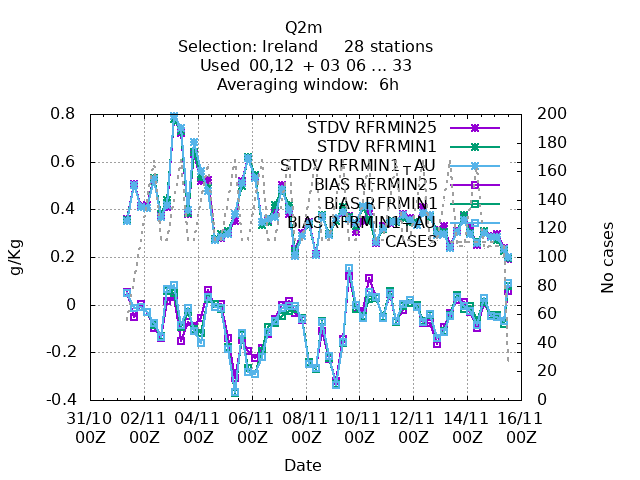 Q2m
Selection: Ireland 28 stations
Used 00,12 + 03 06 ... 33
Averaging window: 6h
0.8
0.6
0.4
0.2
0
-0.2
-0.4
g/Kg
200
180
160
140
120
100
80
60
40
20
0
No cases
STDV RFRMIN25
STDV RFRMIN1
STDV RFRMIN1-AU
BIAS RFRMIN25
BIAS RFRMIN1
BIAS RFRMIN1-AU
CASES
31/10 02/11 04/11 06/11 08/11 10/11 12/11 14/11 16/11
00Z 00Z 00Z 00Z 00Z 00Z 00Z 00Z 00Z
Date